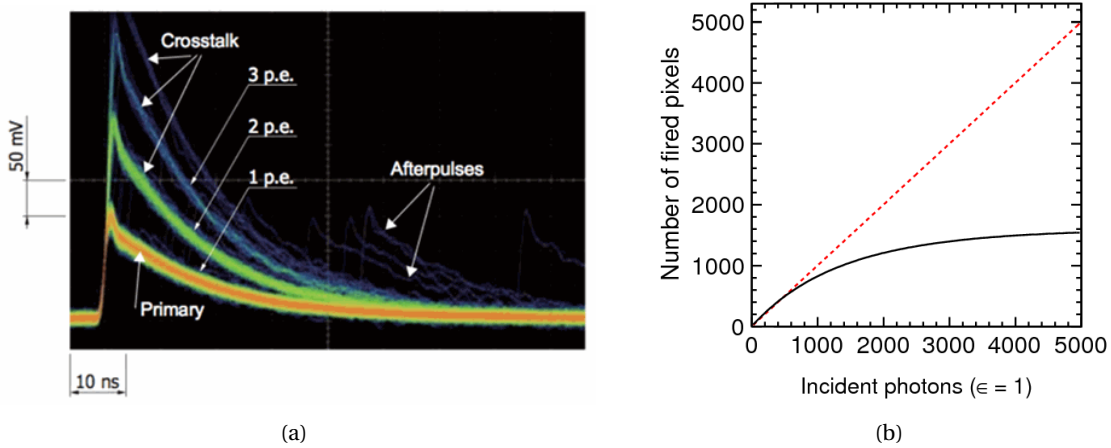 Crosstalk
3 p.e.
2 p.e.
1 p.e.
Afterpulses
Primary
50 mV
10 ns
(a)
Number of fired pixels
5000
4000
3000
2000
1000
0
0 1000 2000 3000 4000 5000
Incident photons (∈ = 1)
(b)